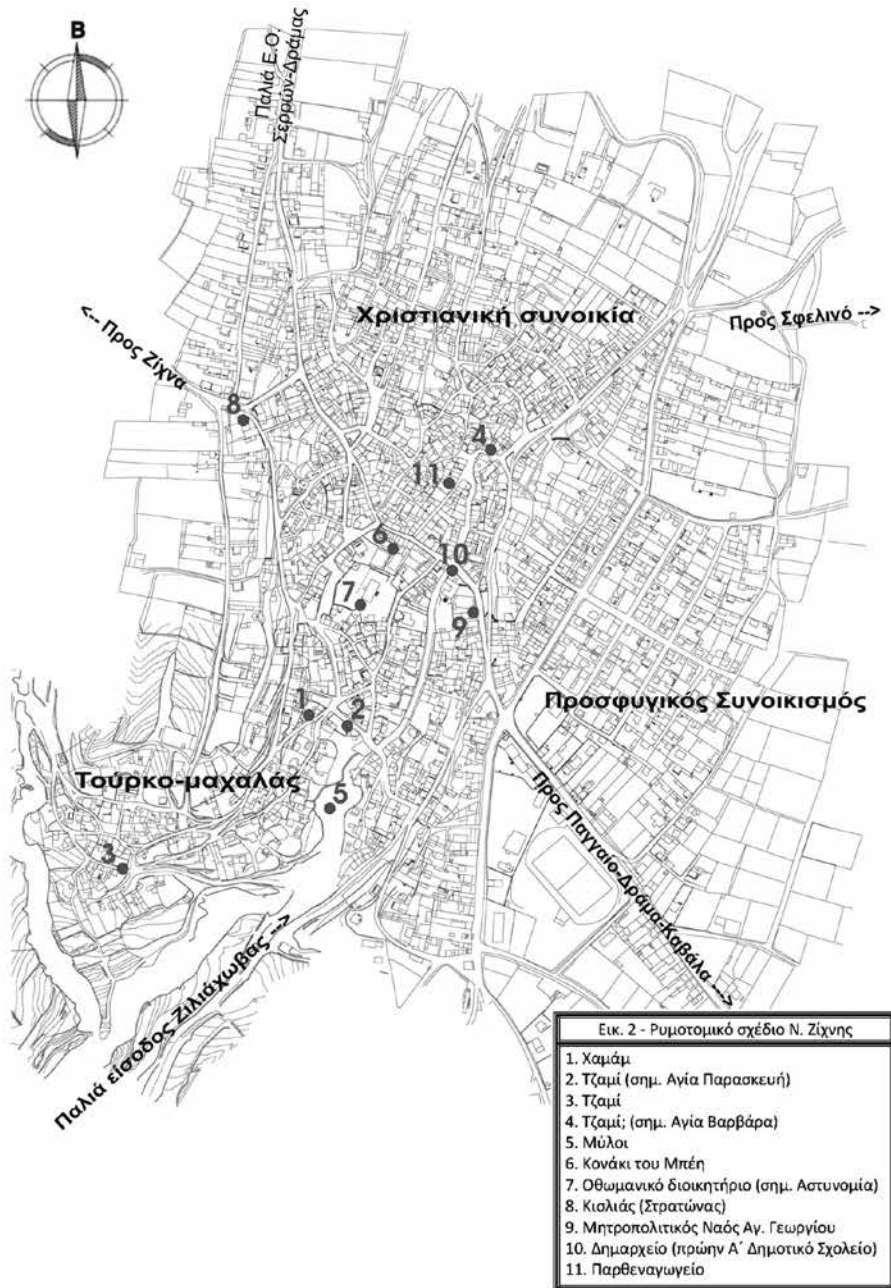 Β
Παλιά Ε.Ο.
Σερρών-Δράμας
Χριστιανική συνοικία
Προς Σφελινό -->
<-- Προς Ζίχνα
8
4
11
6
10
7
9
1
2
Προσφυγικός Συνοικισμός
Τούρκο-μαχαλάς
5
3
Προς Παγγαίο-Δράμα-Καβάλα --->
Παλιά είσοδος Ζιλιάχωβας -->
Εικ. 2 - Ρυμοτομικό σχέδιο Ν. Ζίχνης
1. Χαμάμ
2. Τζαμί (σημ. Αγία Παρασκευή)
3. Τζαμί
4. Τζαμί; (σημ. Αγία Βαρβάρα)
5. Μύλοι
6. Κονάκι του Μπέη
7. Οθωμανικό διοικητήριο (σημ. Αστυνομία)
8. Κισλιάς (Στρατώνας)
9. Μητροπολιτικός Ναός Αγ. Γεωργίου
10. Δημαρχείο (πρώην Α΄ Δημοτικό Σχολείο)
11. Παρθεναγωγείο